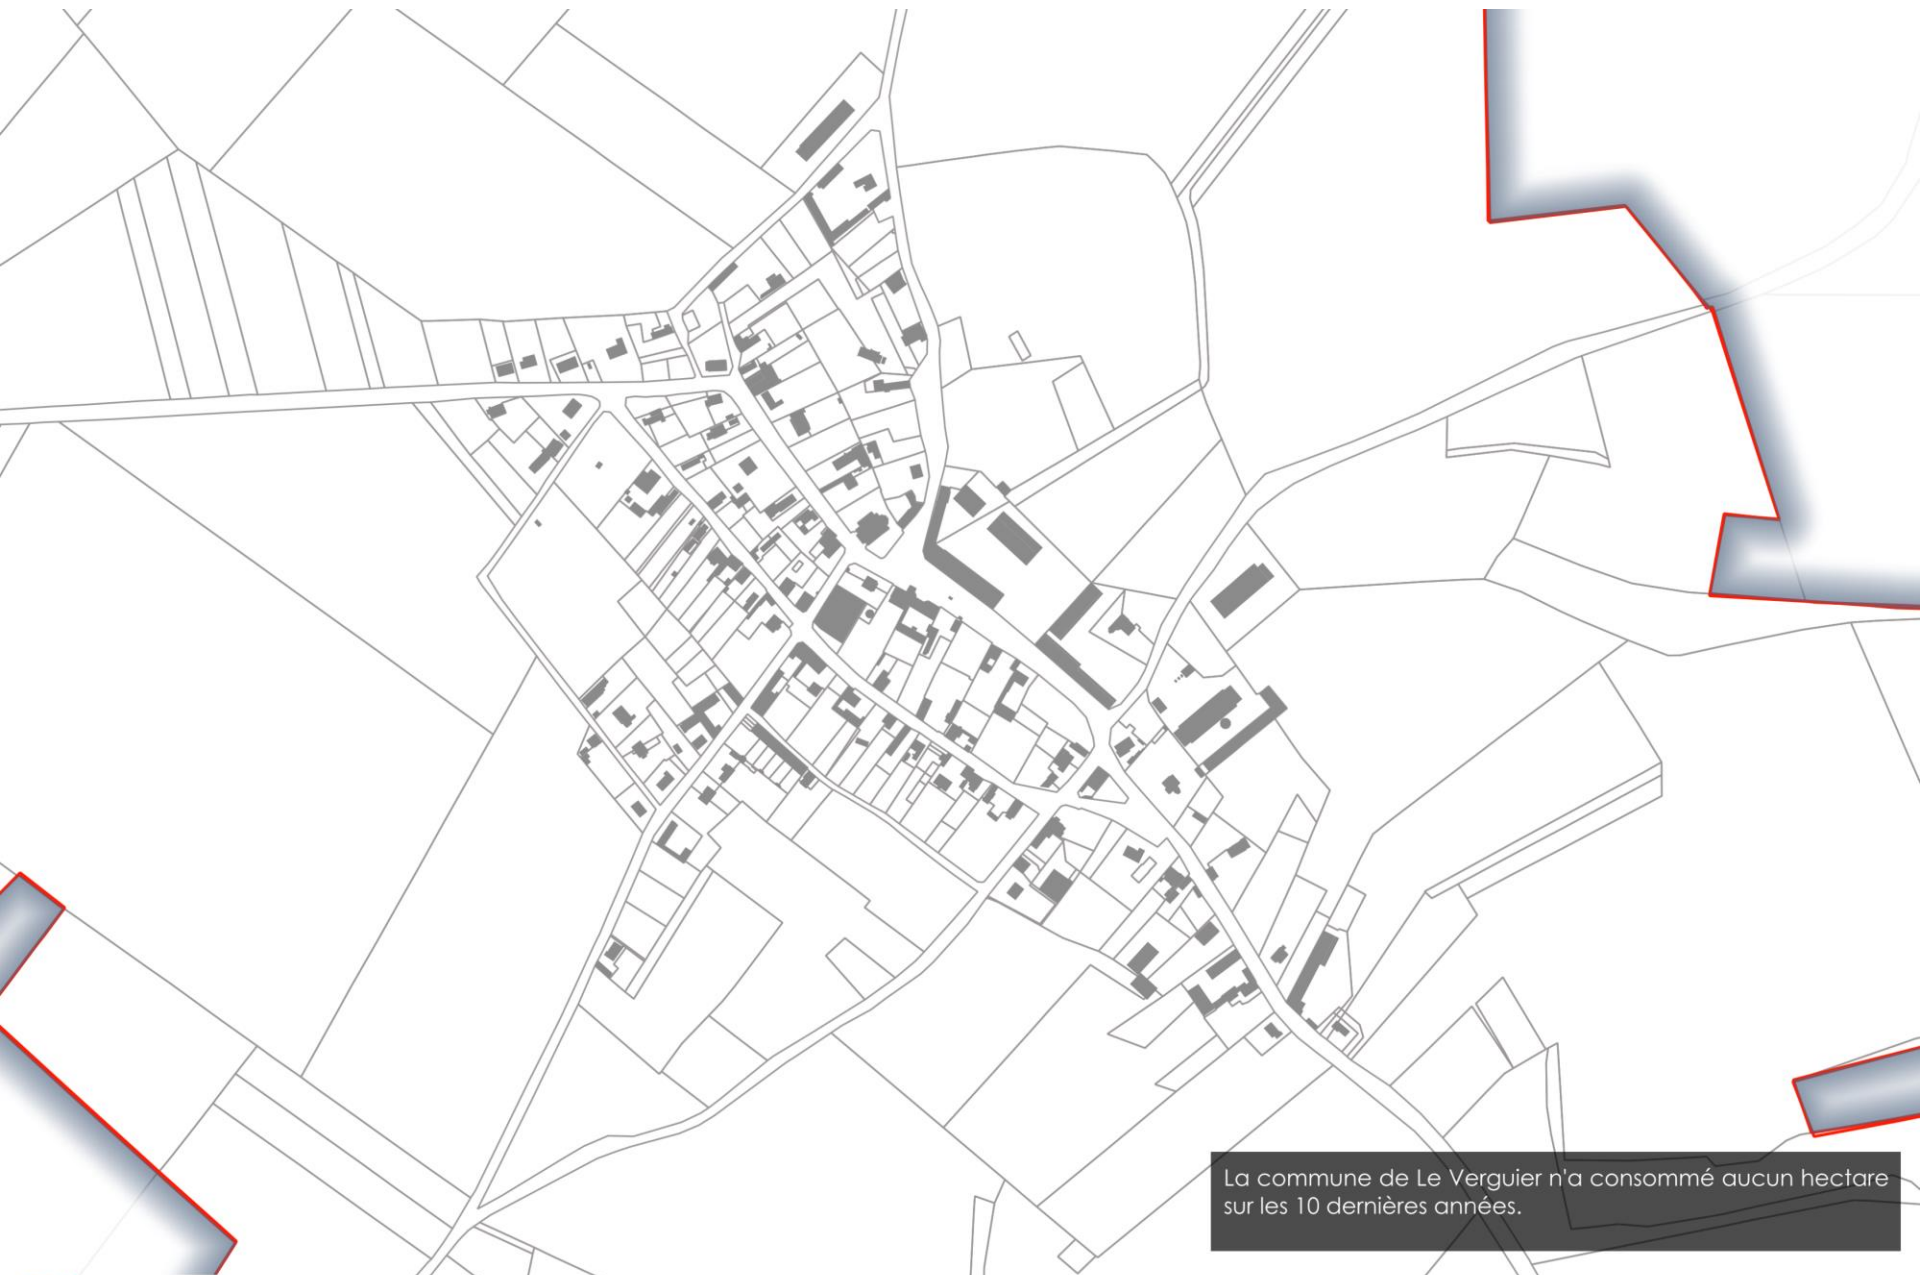 La commune de Le Verguier n'a consommé aucun hectare
sur les 10 dernières années.